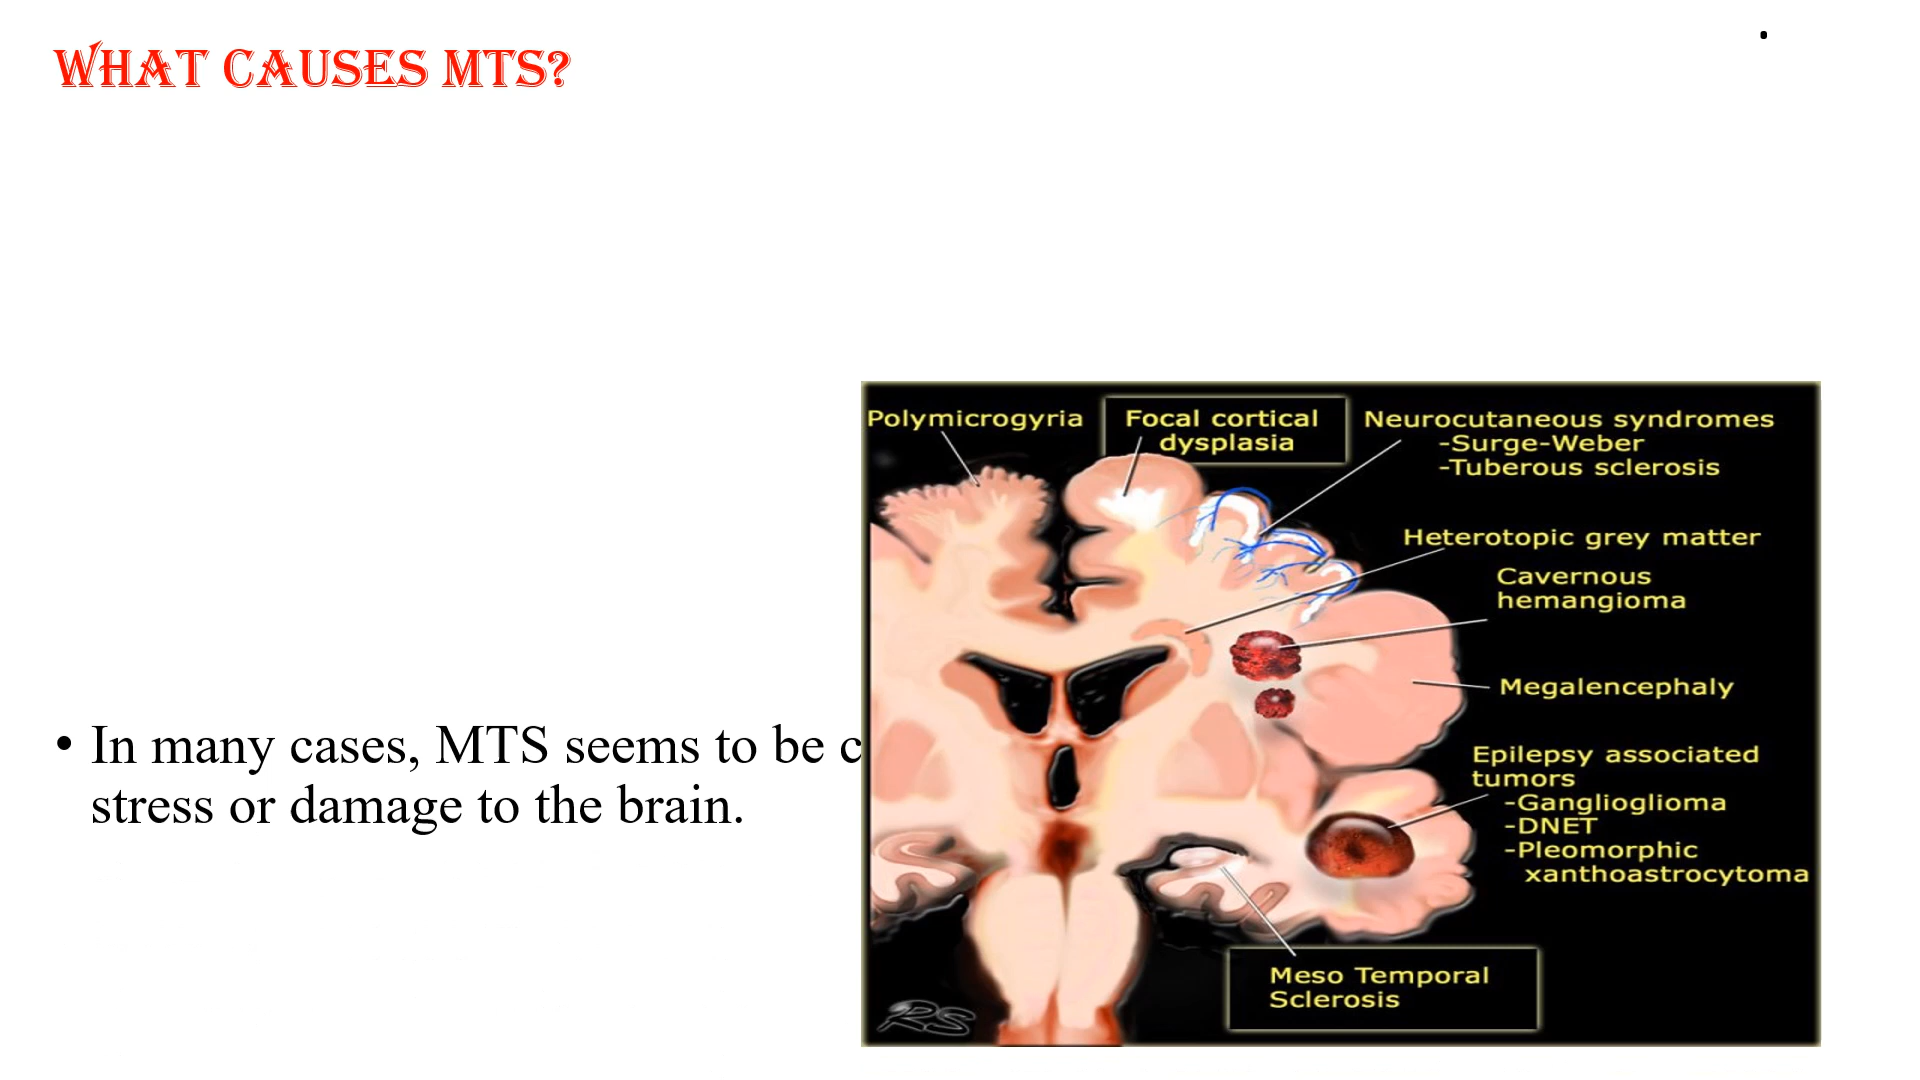 WHAT CAUSES MTS?
.
• In many cases, MTS seems to be
stress or damage to the brain.
Polymicrogyria
Focal cortical
dysplasia
Neurocutaneous syndromes
-Surge-Weber
-Tuberous sclerosis
Heterotopic grey matter
Cavernous
hemangioma
Megalencephaly
Epilepsy associated
tumors
-Ganglioglioma
-DNET
-Pleomorphic
xanthoastrocytoma
Meso Temporal
Sclerosis
RS